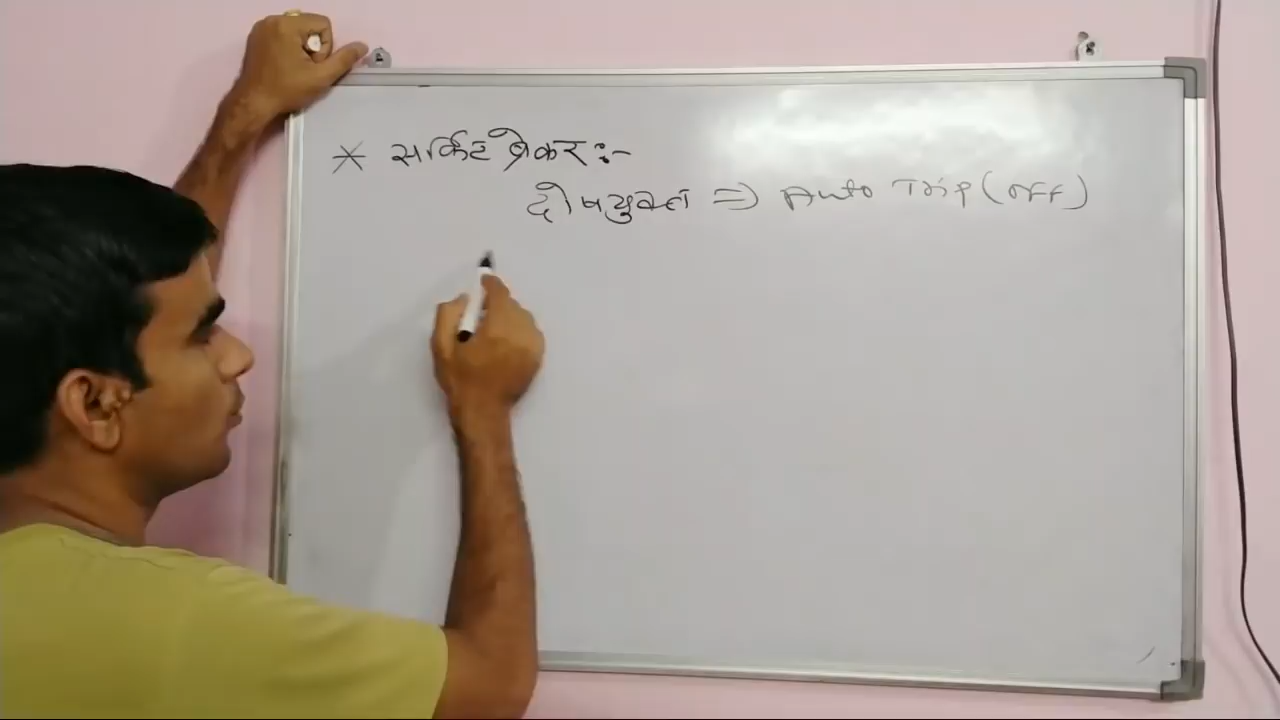 * सर्किट ब्रेकर :-
दोषयुक्त ⇒ Auto Trip (OFF)